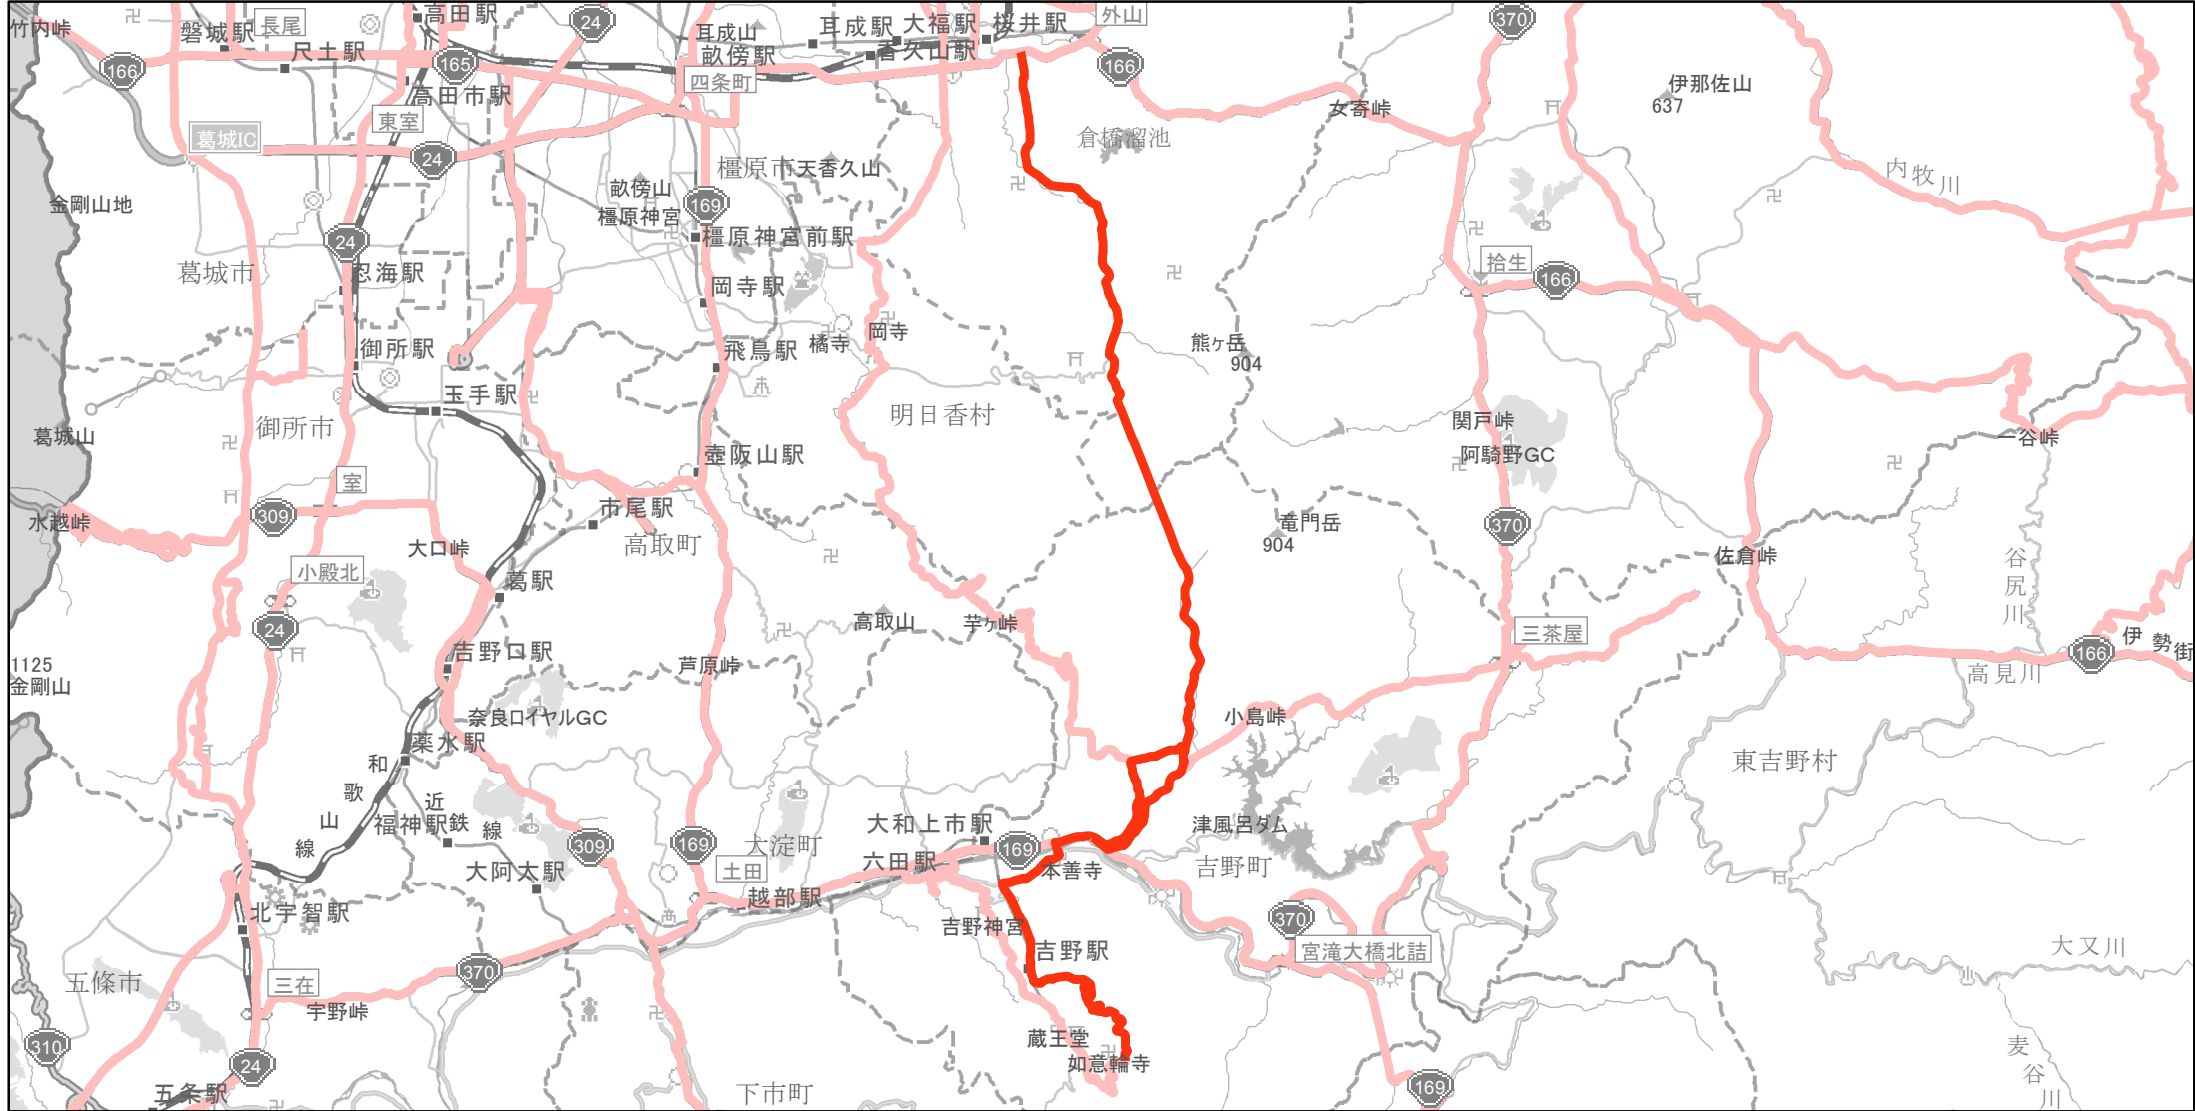 竹内峠
磐城駅
長尾
高田駅
24
耳成山
耳成駅
大福駅
桜井駅
外山
370
166
尺土駅
165
畝傍駅
香久山駅
166
四条町
高田市駅
伊那佐山
637
女寄峠
東室
葛城IC
24
倉橋溜池
橿原市
天香久山
内牧川
畝傍山
金剛山地
169
橿原神宮
橿原神宮前駅
24
葛城市
忍海駅
拾生
166
岡寺駅
岡寺
橘寺
御所駅
飛鳥駅
熊ヶ岳
904
玉手駅
明日香村
御所市
関戸峠
葛城山
一谷峠
壺阪山駅
阿騎野GC
室
市尾駅
309
水越峠
竜門岳
904
370
高取町
大口峠
佐倉峠
小殿北
葛駅
谷尻川
24
高取山
芋ヶ峠
三茶屋
伊勢街
166
吉野口駅
芦原峠
1125
金剛山
高見川
奈良ロイヤルGC
小島峠
薬水駅
東吉野村
和歌山線
近鉄線
福神駅
大和上市駅
津風呂ダム
309
169
大淀町
169
六田駅
土田
本善寺
吉野町
大阿太駅
越部駅
北宇智駅
吉野神宮
370
吉野駅
宮滝大橋北詰
大又川
370
五條市
三在
宇野峠
蔵王堂
310
如意輪寺
麦谷川
24
五条駅
下市町
169